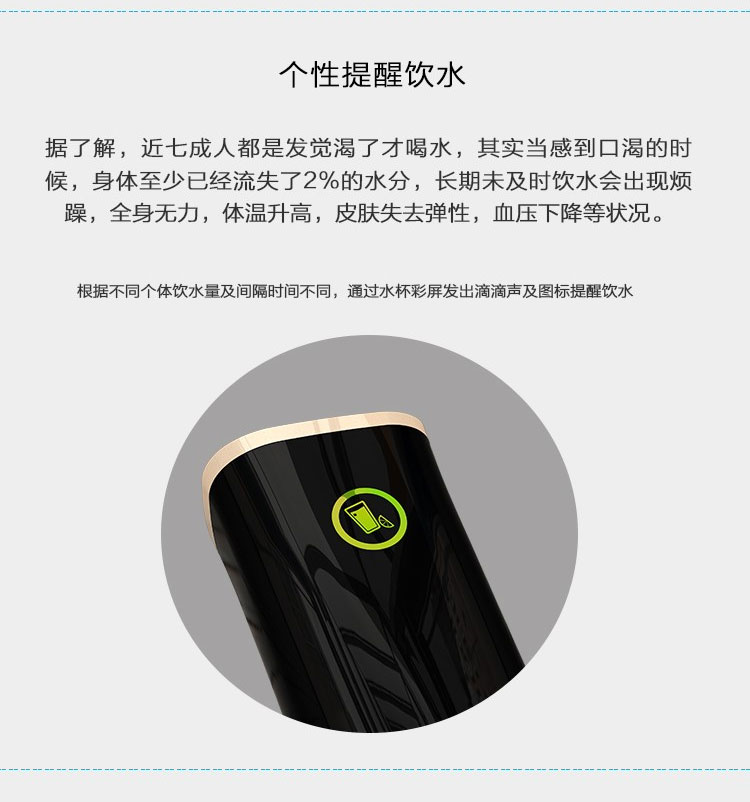 个性提醒饮水
据了解，近七成人都是发觉渴了才喝水，其实当感到口渴的时
候，身体至少已经流失了2%的水分，长期未及时饮水会出现烦
躁，全身无力，体温升高，皮肤失去弹性，血压下降等状况。
根据不同个体饮水量及间隔时间不同，通过水杯彩屏发出滴滴声及图标提醒饮水